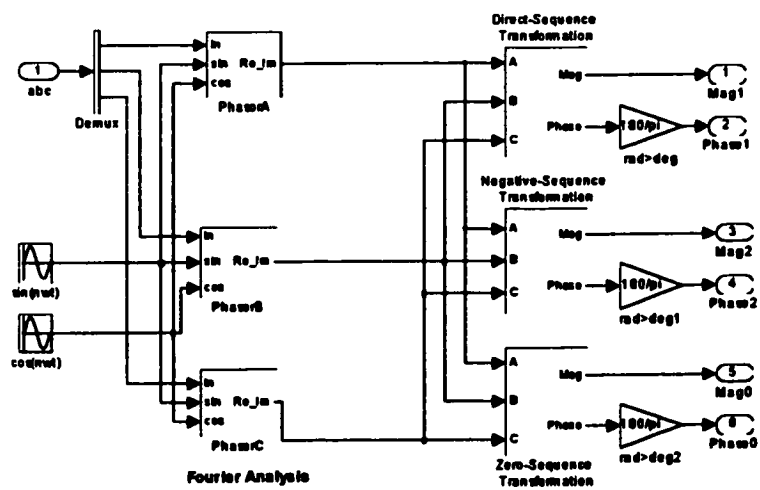 Direct-Sequence
Transformation
In
sin
cos
Re_Im
PhasorA
1
abc
Demux
A
B
C
Mag
Phase
1
Mag1
180/pi
rad>deg
2
Phase1
Negative-Sequence
Transformation
In
sin
cos
Re_Im
PhasorB
sin(nwt)
cos(nwt)
A
B
C
Mag
Phase
3
Mag2
180/pi
rad>deg1
4
Phase2
In
sin
cos
Re_Im
PhasorC
A
B
C
Mag
Phase
5
Mag0
180/pi
rad>deg2
6
Phase0
Zero-Sequence
Transformation
Fourier Analysis